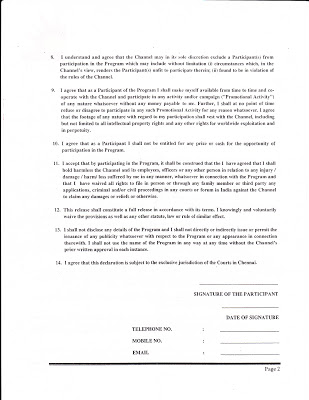 8. I understand and agree that the Channel may in its sole discretion exclude a Participant(s) from
participation in the Program which may include without limitation (i circumstances which, in the
Channel's view, renders the Participant(s) unfit to participate therein; (ii) found to be in violation of
the rules of the Channel.
9. I agree that as a Participant of the Program I shall make myself available from time to time and co-
operate with the Channel and participate in any activity and/or campaign ("Promotional Activity")
of any nature whatsoever without any money payable to me. Further, I shall at no point of time
refuse or disagree to participate in any such Promotional Activity for any reason whatsoever. I agree
that the footage of any nature with regard to my participation shall vest with the Channel, including
but not limited to all intellectual property rights and any other rights for worldwide exploitation and
in perpetuity.
10. I agree that as a Participant I shall not be entitled for any price or cash for the opportunity of
participation in the Program.
11. I accept that by participating in the Program, it shall be construed that I have agreed that I shall
hold harmless the Channel and its employees, officers or any other person in relation to any injury /
damage / harm/ loss suffered by me in any manner, whatsoever in connection with the Program and
that I have waived all rights to file in person or through any family member or third party any
applications, criminal and/or civil proceedings in any courts or forum in India against the Channel
to claim any damages or reliefs or otherwise.
12. This release shall constitute a full release in accordance with its terms. I knowingly and voluntarily
waive the provisions as well as any other statute, law or rule of similar effect.
13. I shall not disclose any details of the Program and I shall not directly or indirectly issue or permit the
issuance of any publicity whatsoever with respect to the Program or any appearance in connection
therewith. I shall not use the name of the Program in any way at any time without the Channel's
prior written approval in each instance.
14. I agree that this declaration is subject to the exclusive jurisdiction of the Courts in Chennai.
SIGNATURE OF THE PARTICIPANT
DATE OF SIGNATURE
TELEPHONE NO. :
MOBILE NO. :
EMAIL :
Page 2